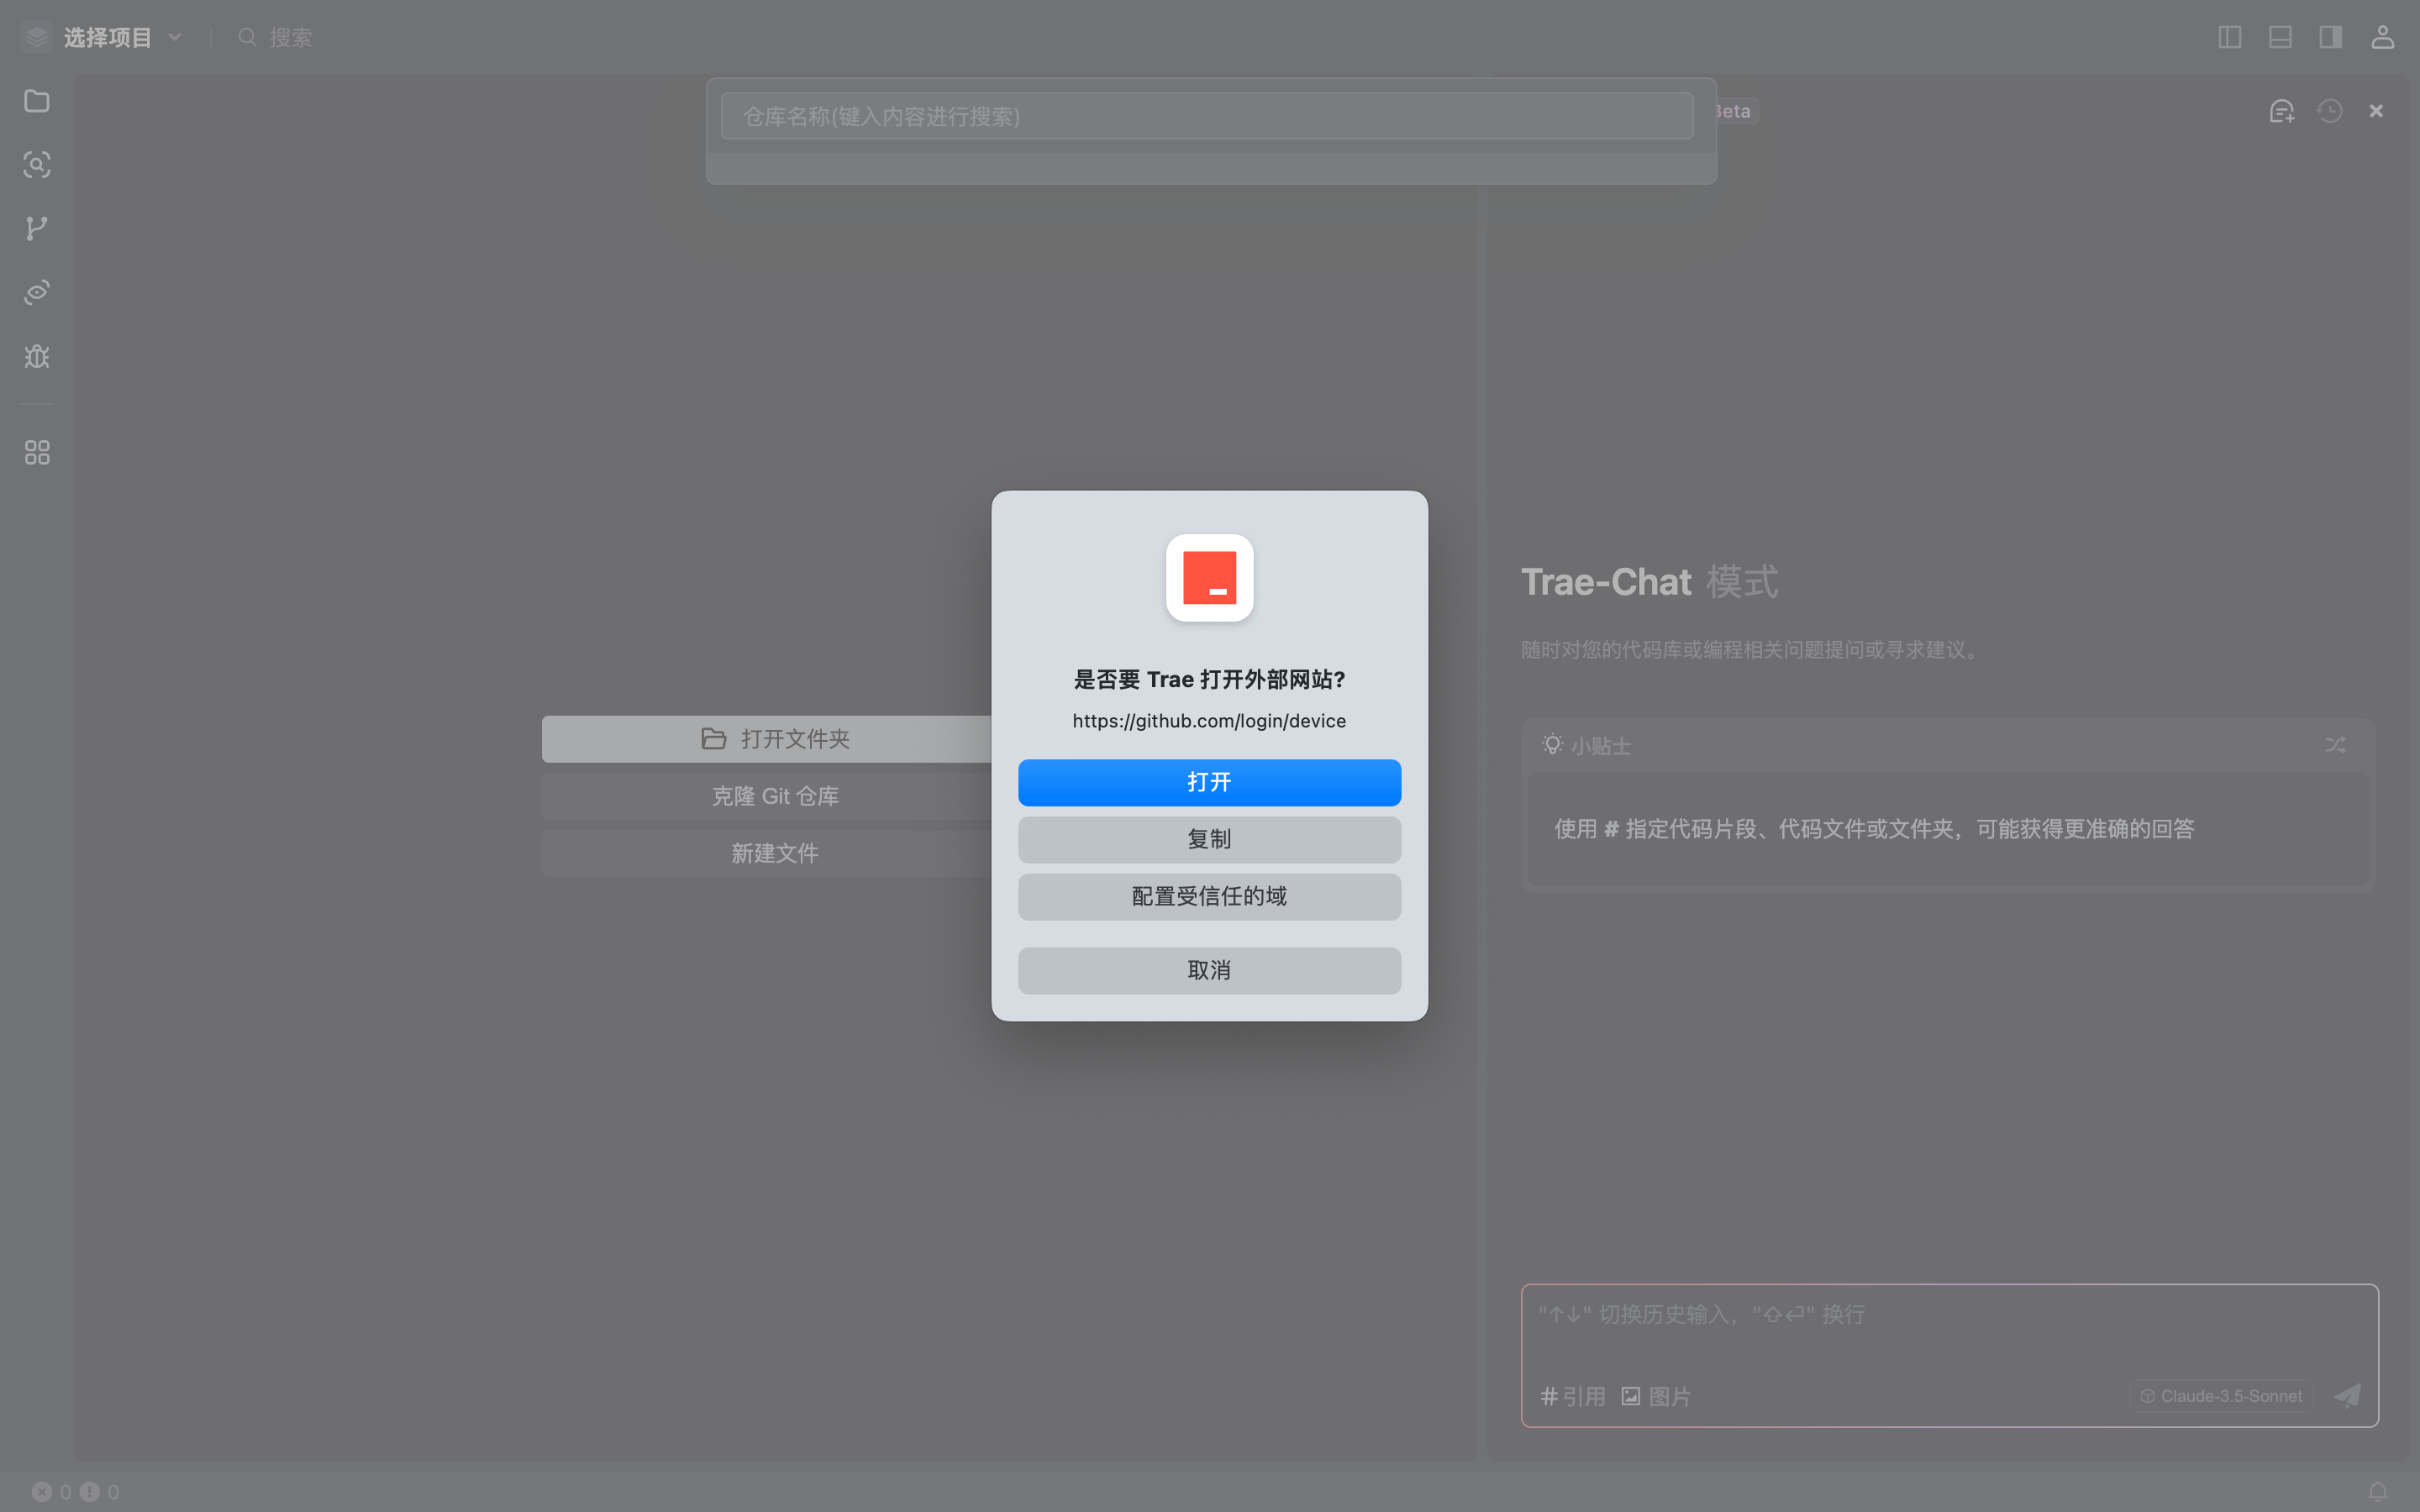 选择项目
搜索
仓库名称(键入内容进行搜索)
Beta
是否要 Trae 打开外部网站?
https://github.com/login/device
打开
复制
配置受信任的域
取消
打开文件夹
克隆 Git 仓库
新建文件
Trae-Chat 模式
随时对您的代码库或编程相关问题提问或寻求建议。
小贴士
使用 # 指定代码片段、代码文件或文件夹，可能获得更准确的回答
"↑↓" 切换历史输入，"⇧⏎" 换行
引用 图片
Claude-3.5-Sonnet
0 0